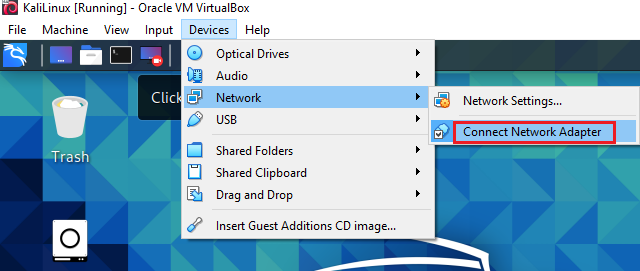 KaliLinux [Running] - Oracle VM VirtualBox
File Machine View Input Devices Help
Optical Drives
Audio
Network
USB
Shared Folders
Shared Clipboard
Drag and Drop
Insert Guest Additions CD image...
Network Settings...
Connect Network Adapter
Click
Trash